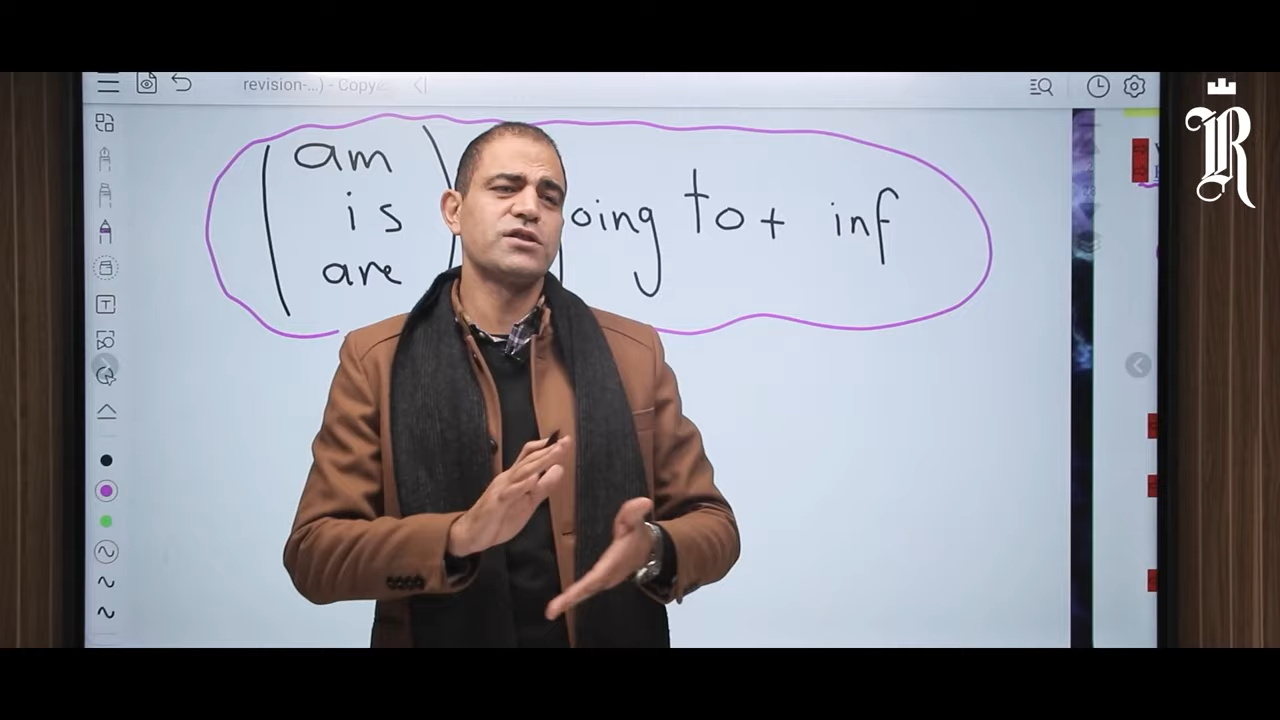 revision-...) - Copy
am
is oing to + inf
are
R